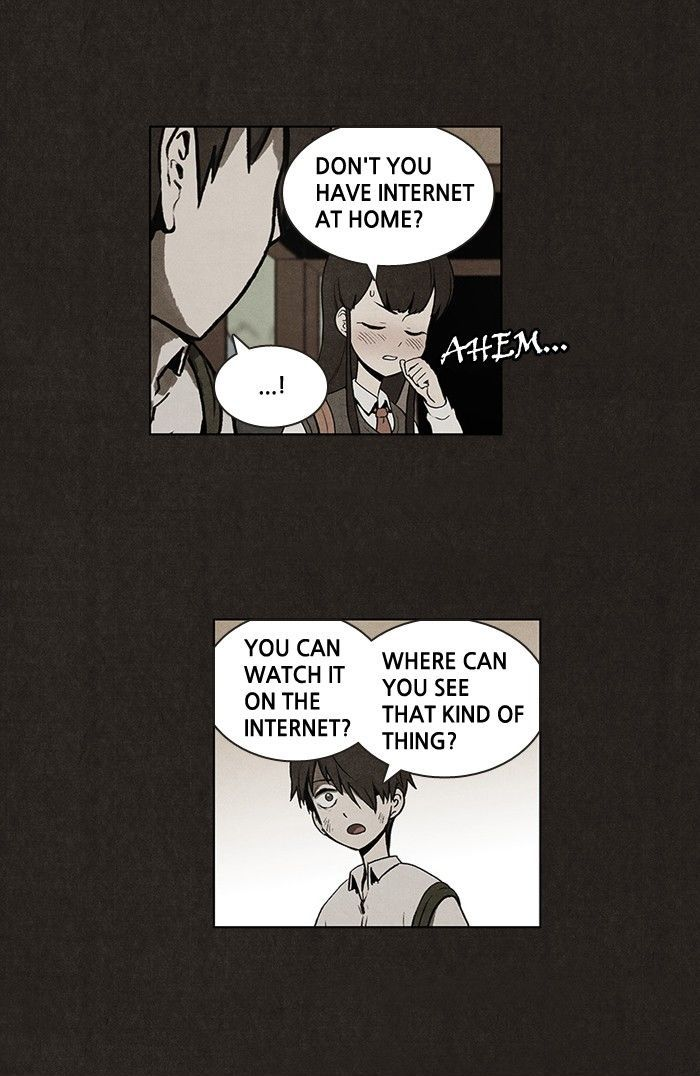 DON'T YOU
HAVE INTERNET
AT HOME?
AHEM...
...!
YOU CAN
WATCH IT
ON THE
INTERNET?
WHERE CAN
YOU SEE
THAT KIND OF
THING?